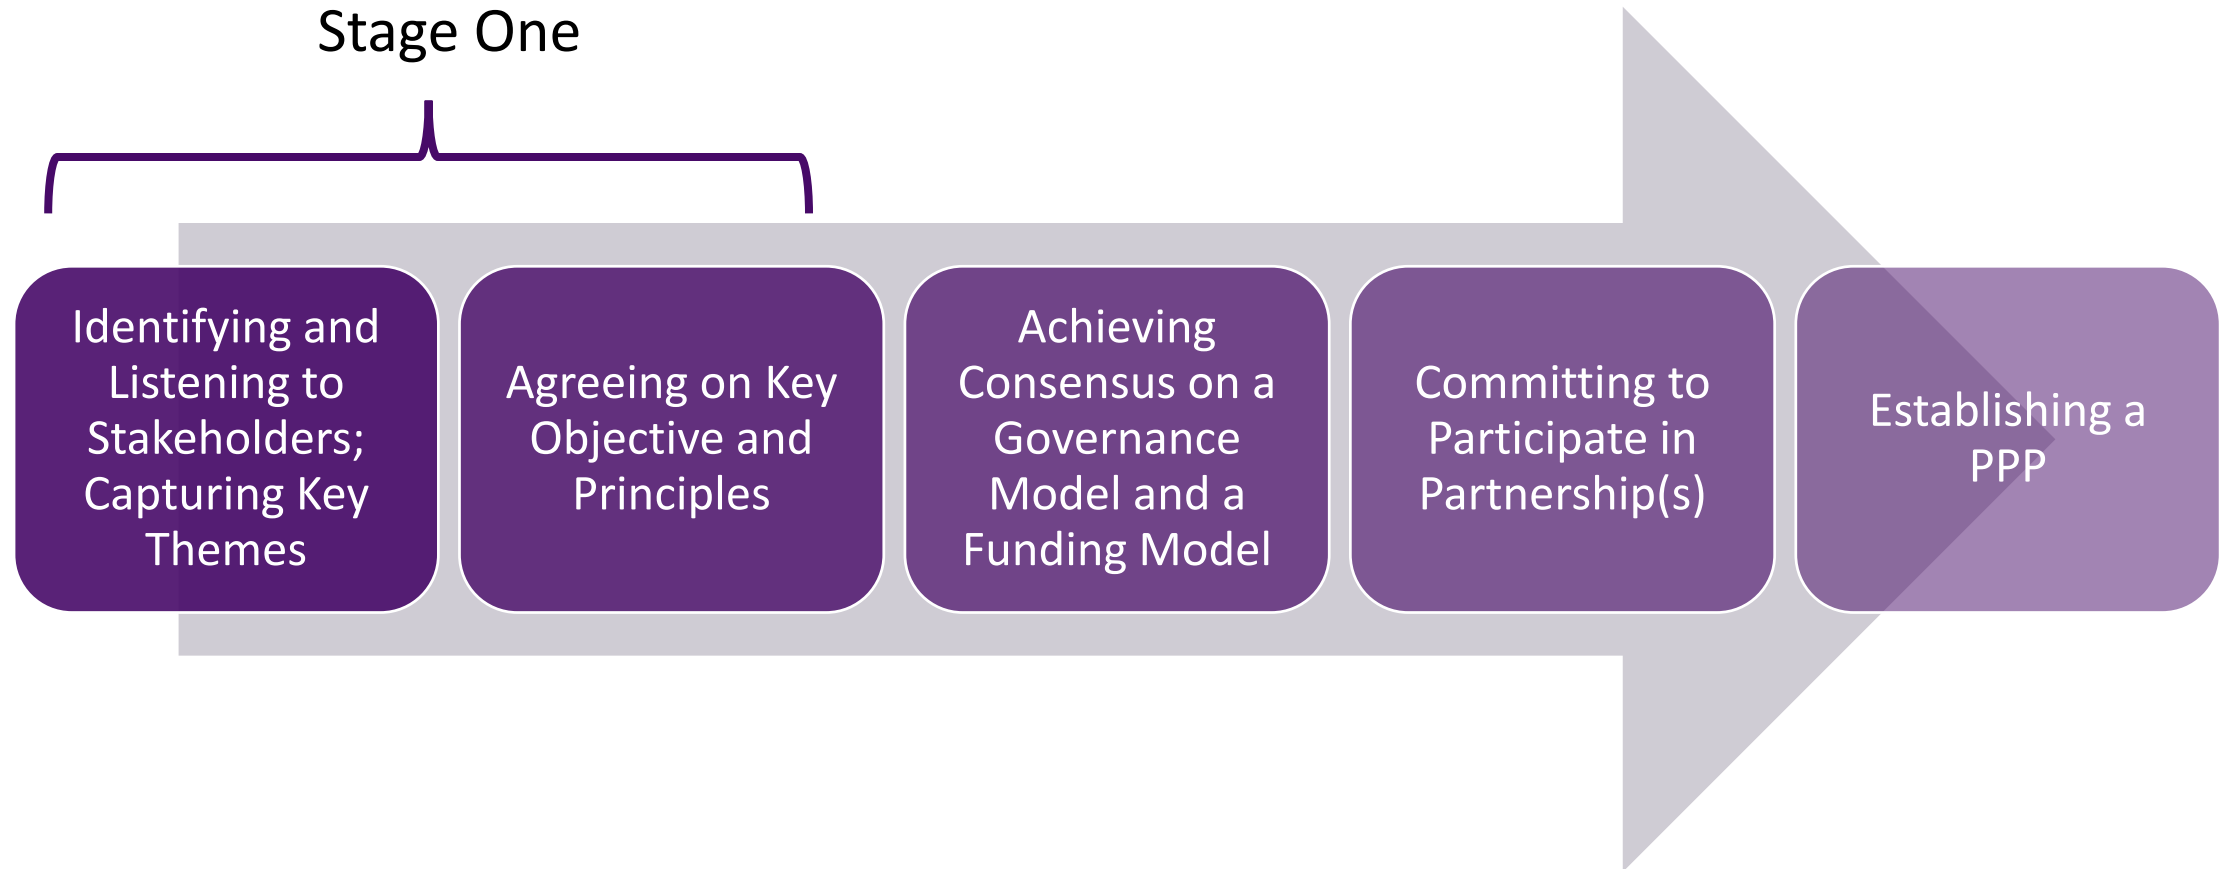 Stage One
Identifying and
Listening to
Stakeholders;
Capturing Key
Themes
Agreeing on Key
Objective and
Principles
Achieving
Consensus on a
Governance
Model and a
Funding Model
Committing to
Participate in
Partnership(s)
Establishing a
PPP